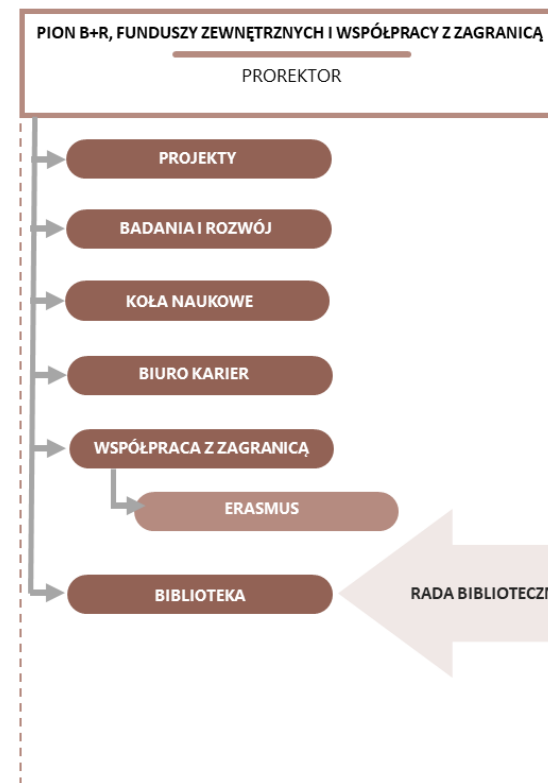 PION B+R, FUNDUSZY ZEWNĘTRZNYCH I WSPÓŁPRACY Z ZAGRANICĄ
PROREKTOR
PROJEKTY
BADANIA I ROZWÓJ
KOŁA NAUKOWE
BIURO KARIER
WSPÓŁPRACA Z ZAGRANICĄ
ERASMUS
BIBLIOTEKA
RADA